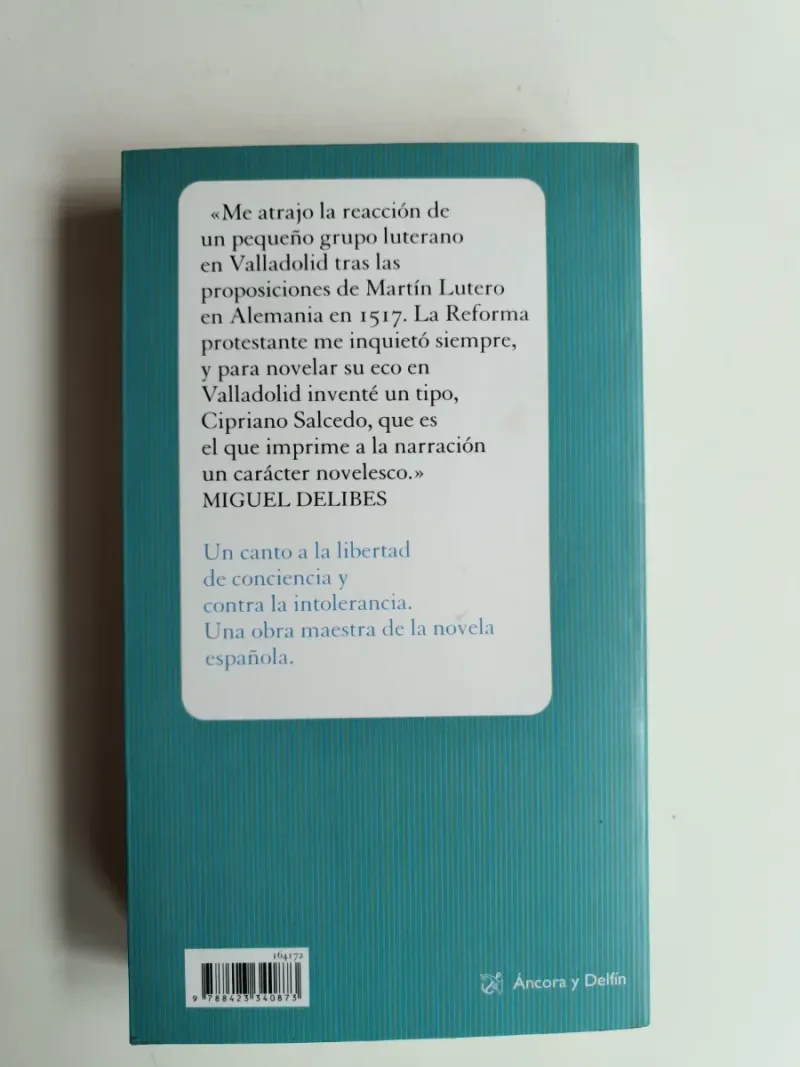 «Me atrajo la reacción de
un pequeño grupo luterano
en Valladolid tras las
proposiciones de Martín Lutero
en Alemania en 1517. La Reforma
protestante me inquietó siempre,
y para novelar su eco en
Valladolid inventé un tipo,
Cipriano Salcedo, que es
el que imprime a la narración
un carácter novelesco.»
MIGUEL DELIBES
Un canto a la libertad
de conciencia y
contra la intolerancia.
Una obra maestra de la novela
española.
164172
9 788423 340873
Áncora y Delfín